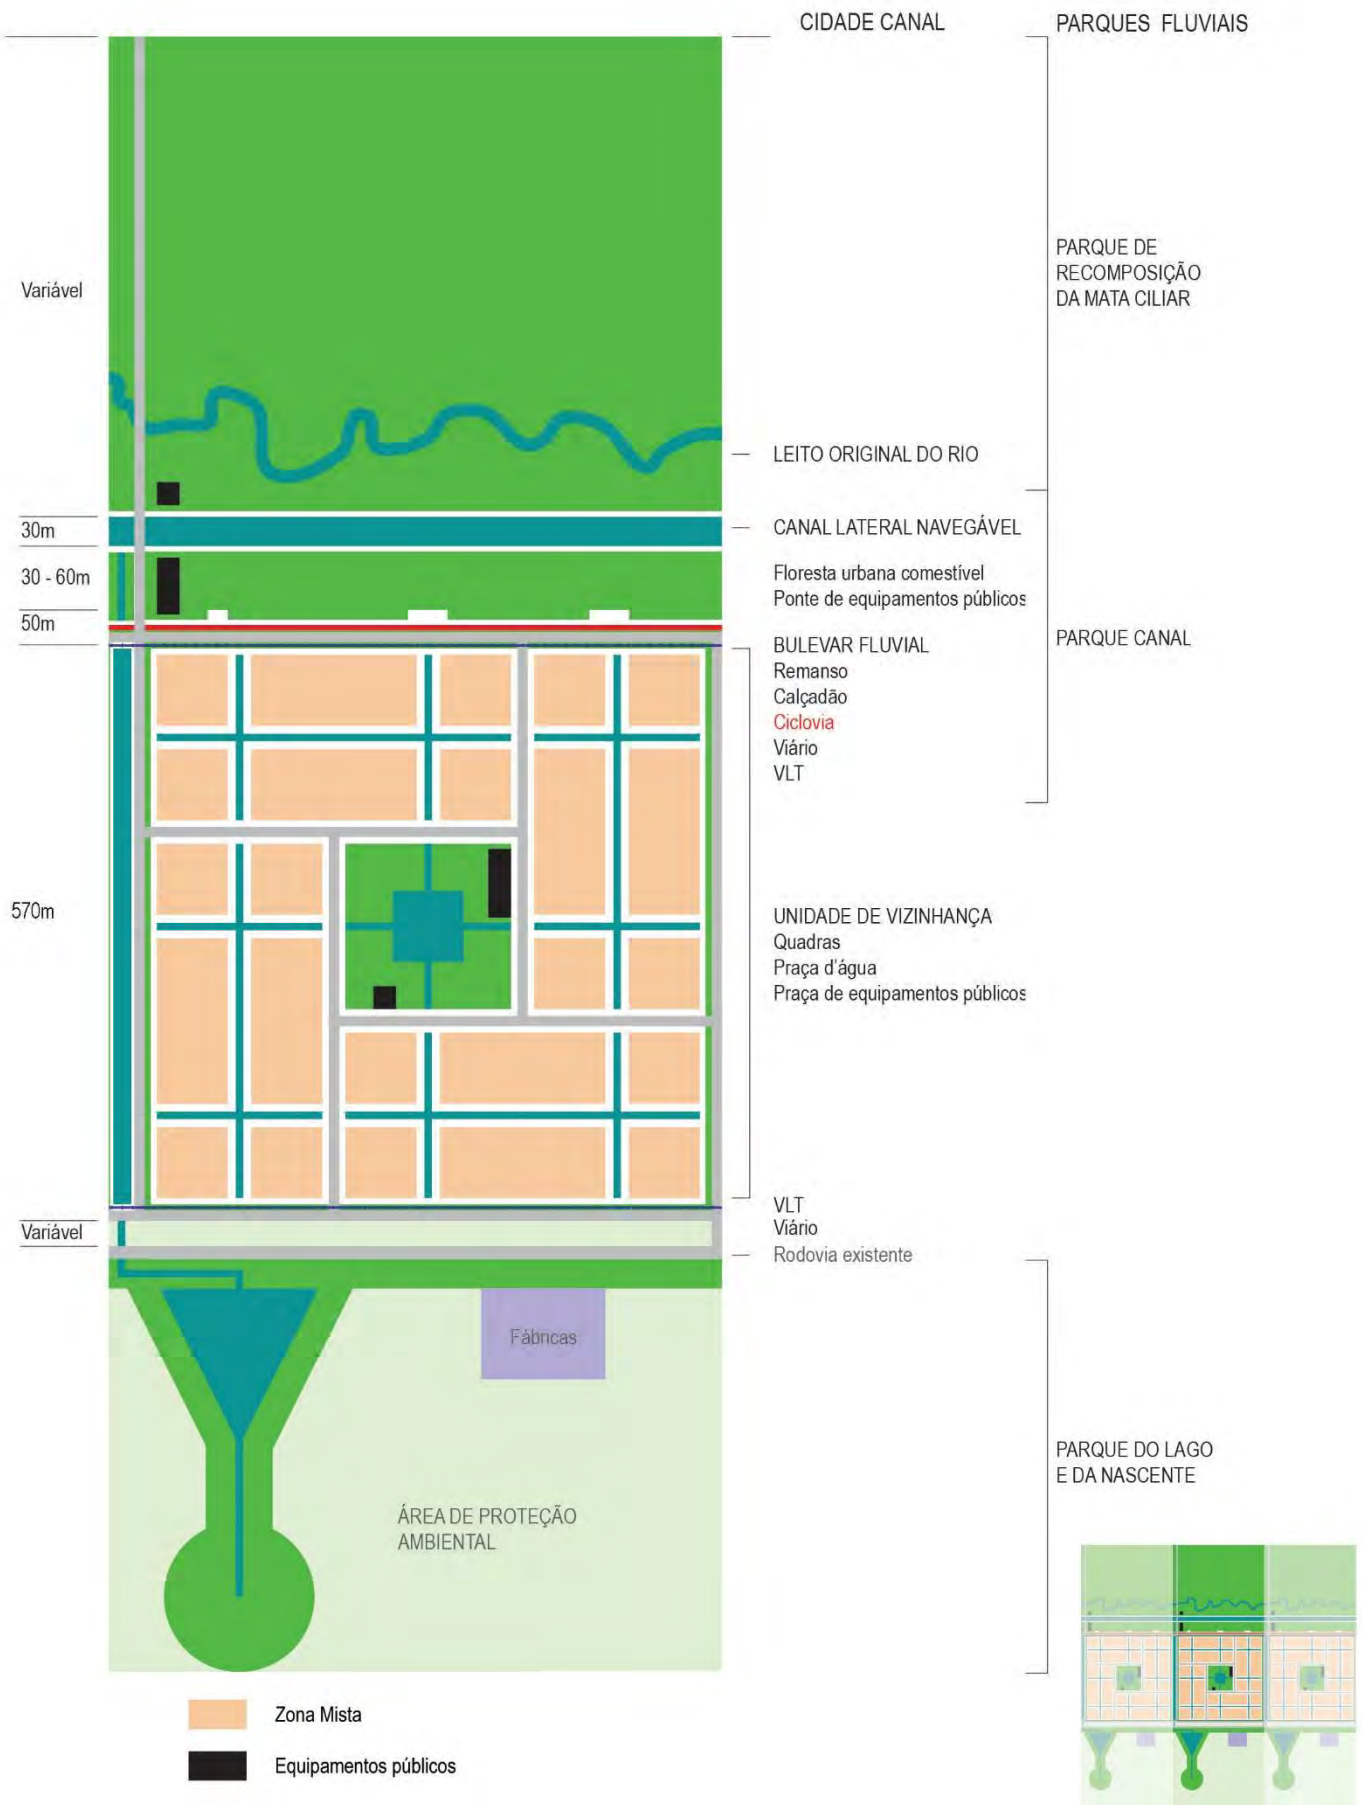 CIDADE CANAL
PARQUES FLUVIAIS
Variável
PARQUE DE
RECOMPOSIÇÃO
DA MATA CILIAR
LEITO ORIGINAL DO RIO
30m
CANAL LATERAL NAVEGÁVEL
30 - 60m
Floresta urbana comestível
Ponte de equipamentos públicos
50m
BULEVAR FLUVIAL
Remanso
Calçadão
Ciclovia
Viário
VLT
PARQUE CANAL
570m
UNIDADE DE VIZINHANÇA
Quadras
Praça d'água
Praça de equipamentos públicos
VLT
Viário
Variável
Rodovia existente
Fábricas
PARQUE DO LAGO
E DA NASCENTE
ÁREA DE PROTEÇÃO
AMBIENTAL
Zona Mista
Equipamentos públicos